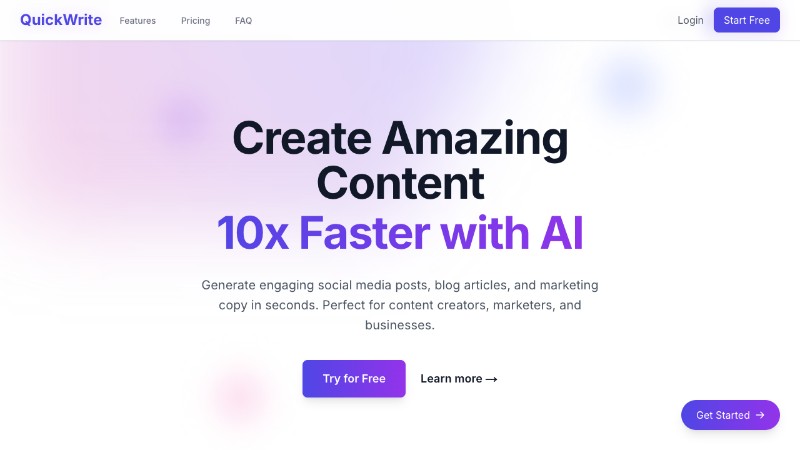 QuickWrite Features Pricing FAQ Login Start Free
Create Amazing
Content
10x Faster with AI
Generate engaging social media posts, blog articles, and marketing
copy in seconds. Perfect for content creators, marketers, and
businesses.
Try for Free Learn more →
Get Started →